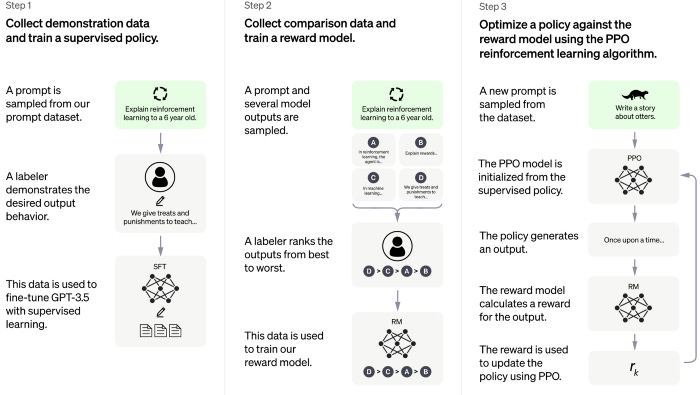 Step 1
Collect demonstration data
and train a supervised policy.
A prompt is
sampled from our
prompt dataset.
Explain reinforcement
learning to a 6 year old.
A labeler
demonstrates the
desired output
behavior.
We give treats and
punishments to teach...
This data is used to
fine-tune GPT-3.5
with supervised
learning.
SFT
Step 2
Collect comparison data and
train a reward model.
A prompt and
several model
outputs are
sampled.
Explain reinforcement
learning to a 6 year old.
A
In reinforcement
learning, the
agent is...
B
Explain rewards...
C
In machine
learning...
D
We give treats and
punishments to
teach...
A labeler ranks the
outputs from best
to worst.
D > C > A > B
This data is used
to train our
reward model.
RM
D > C > A > B
Step 3
Optimize a policy against the
reward model using the PPO
reinforcement learning algorithm.
A new prompt is
sampled from
the dataset.
Write a story
about otters.
The PPO model is
initialized from the
supervised policy.
PPO
The policy generates
an output.
Once upon a time...
The reward model
calculates a reward
for the output.
RM
The reward is used
to update the
policy using PPO.
rk